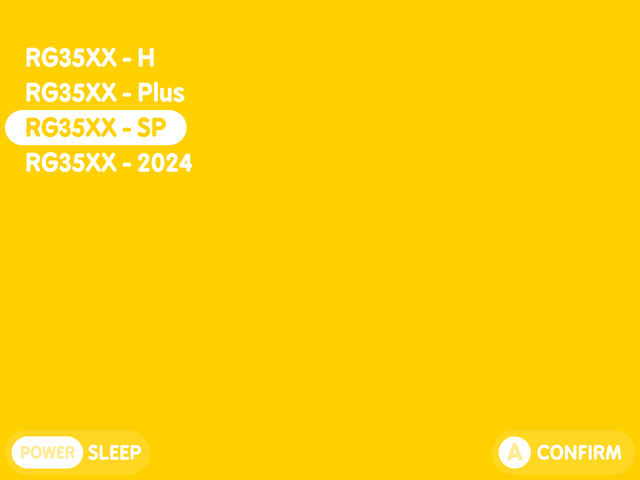 RG35XX - H
RG35XX - Plus
RG35XX - SP
RG35XX - 2024
POWER SLEEP
A CONFIRM